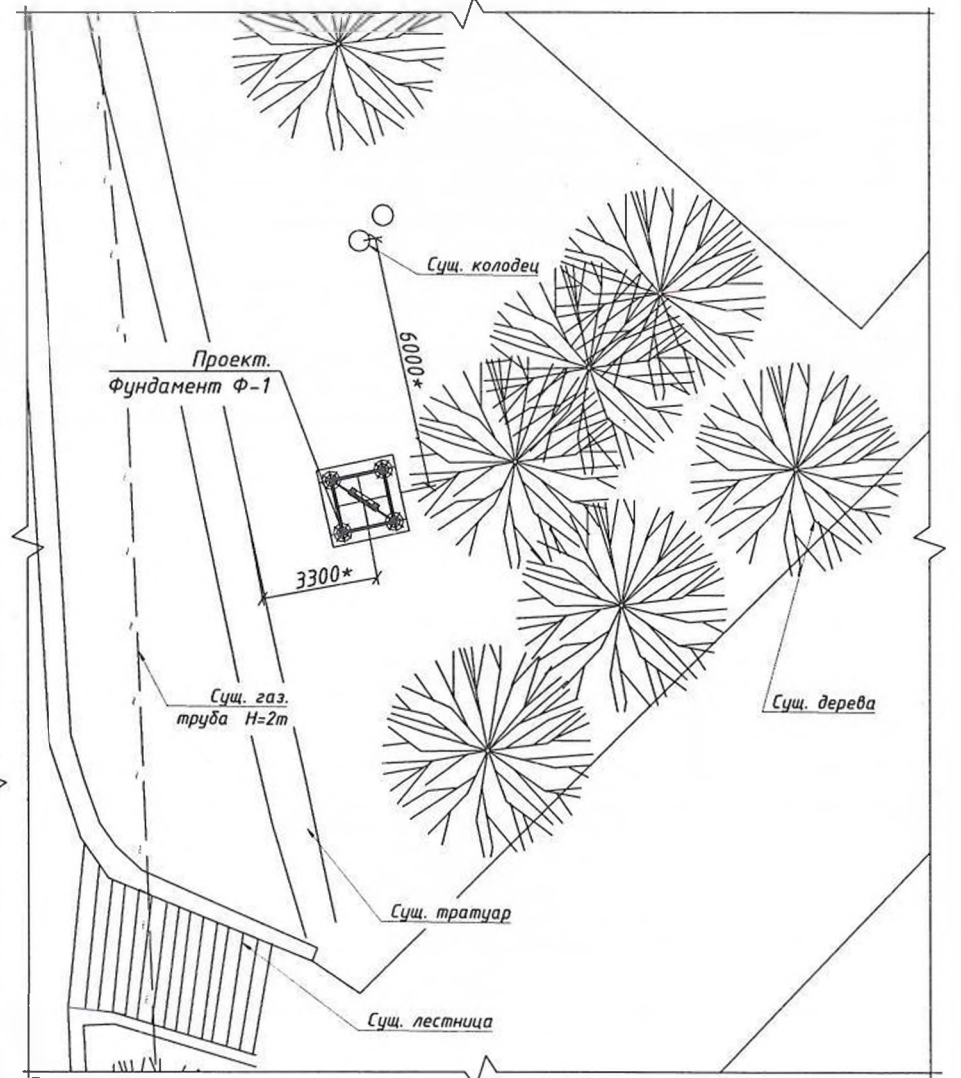 Сущ. колодец
6000*
Проект.
Фундамент Ф-1
3300*
Сущ. газ.
труба Н=2m
Сущ. дерева
Сущ. тратуар
Сущ. лестница